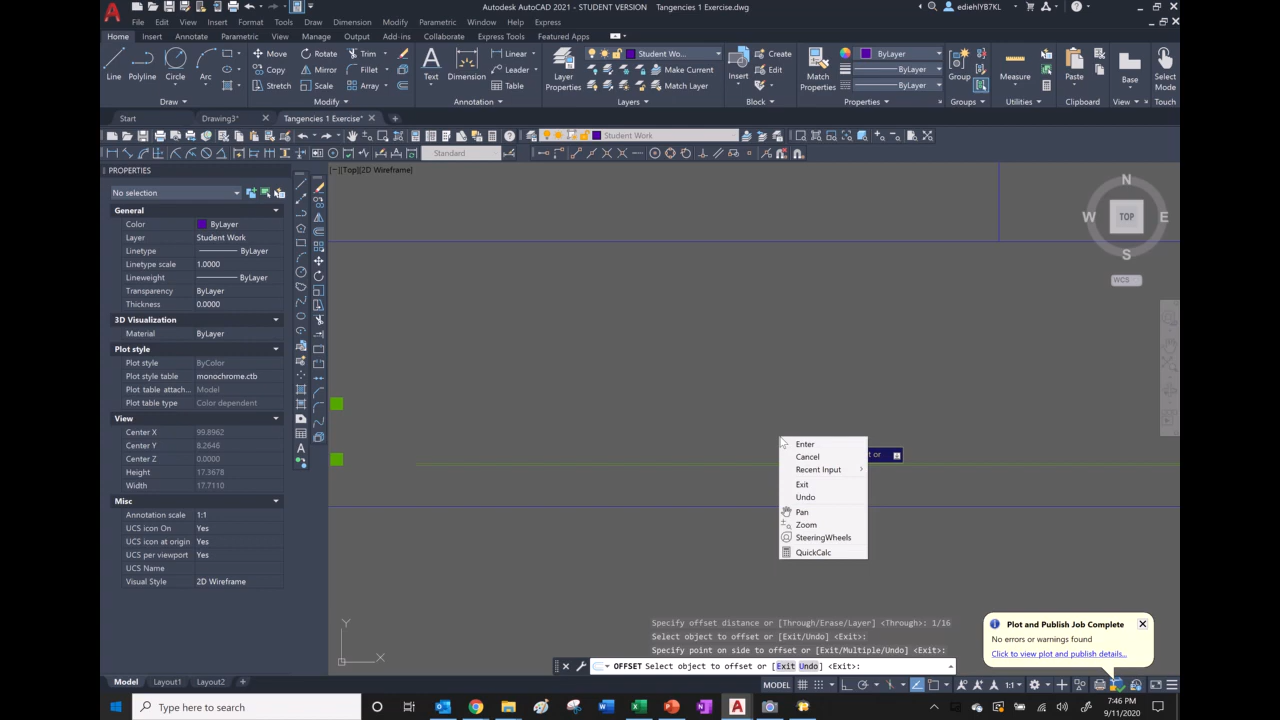 Autodesk AutoCAD 2021 - STUDENT VERSION Tangencies 1 Exercise.dwg
ediehlYB7KL
File Edit View Insert Format Tools Draw Dimension Modify Parametric Window Help Express
Home Insert Annotate Parametric View Manage Output Add-ins Collaborate Express Tools Featured Apps
Line Polyline Circle Arc
Move Rotate Trim
Copy Mirror Fillet
Stretch Scale Array
Text Dimension
Linear
Leader
Table
Layer Properties
Student Wo...
Make Current
Match Layer
Insert
Create
Edit
Match Properties
ByLayer
ByLayer
ByLayer
Group
Measure
Paste
Base
Select Mode
Draw Modify Annotation Layers Block Properties Groups Utilities Clipboard View Touch
Start Drawing3* Tangencies 1 Exercise*
Student Work
Standard
PROPERTIES
[−][Top][2D Wireframe]
No selection
General
Color ByLayer
Layer Student Work
Linetype ByLayer
Linetype scale 1.0000
Lineweight ByLayer
Transparency ByLayer
Thickness 0.0000
3D Visualization
Material ByLayer
Plot style
Plot style ByColor
Plot style table monochrome.ctb
Plot table attach... Model
Plot table type Color dependent
View
Center X 99.8962
Center Y 8.2646
Center Z 0.0000
Height 17.3678
Width 17.7110
Misc
Annotation scale 1:1
UCS icon On Yes
UCS icon at origin Yes
UCS per viewport Yes
UCS Name
Visual Style 2D Wireframe
N
W TOP E
S
WCS
t or
Enter
Cancel
Recent Input
Exit
Undo
Pan
Zoom
SteeringWheels
QuickCalc
Y
X
Specify offset distance or [Through/Erase/Layer] <Through>: 1/16
Select object to offset or [Exit/Undo] <Exit>:
Specify point on side to offset or [Exit/Multiple/Undo] <Exit>:
OFFSET Select object to offset or [Exit Undo] <Exit>:
Plot and Publish Job Complete
No errors or warnings found
Click to view plot and publish details...
Model Layout1 Layout2
MODEL
1:1
Type here to search
7:46 PM
9/11/2020